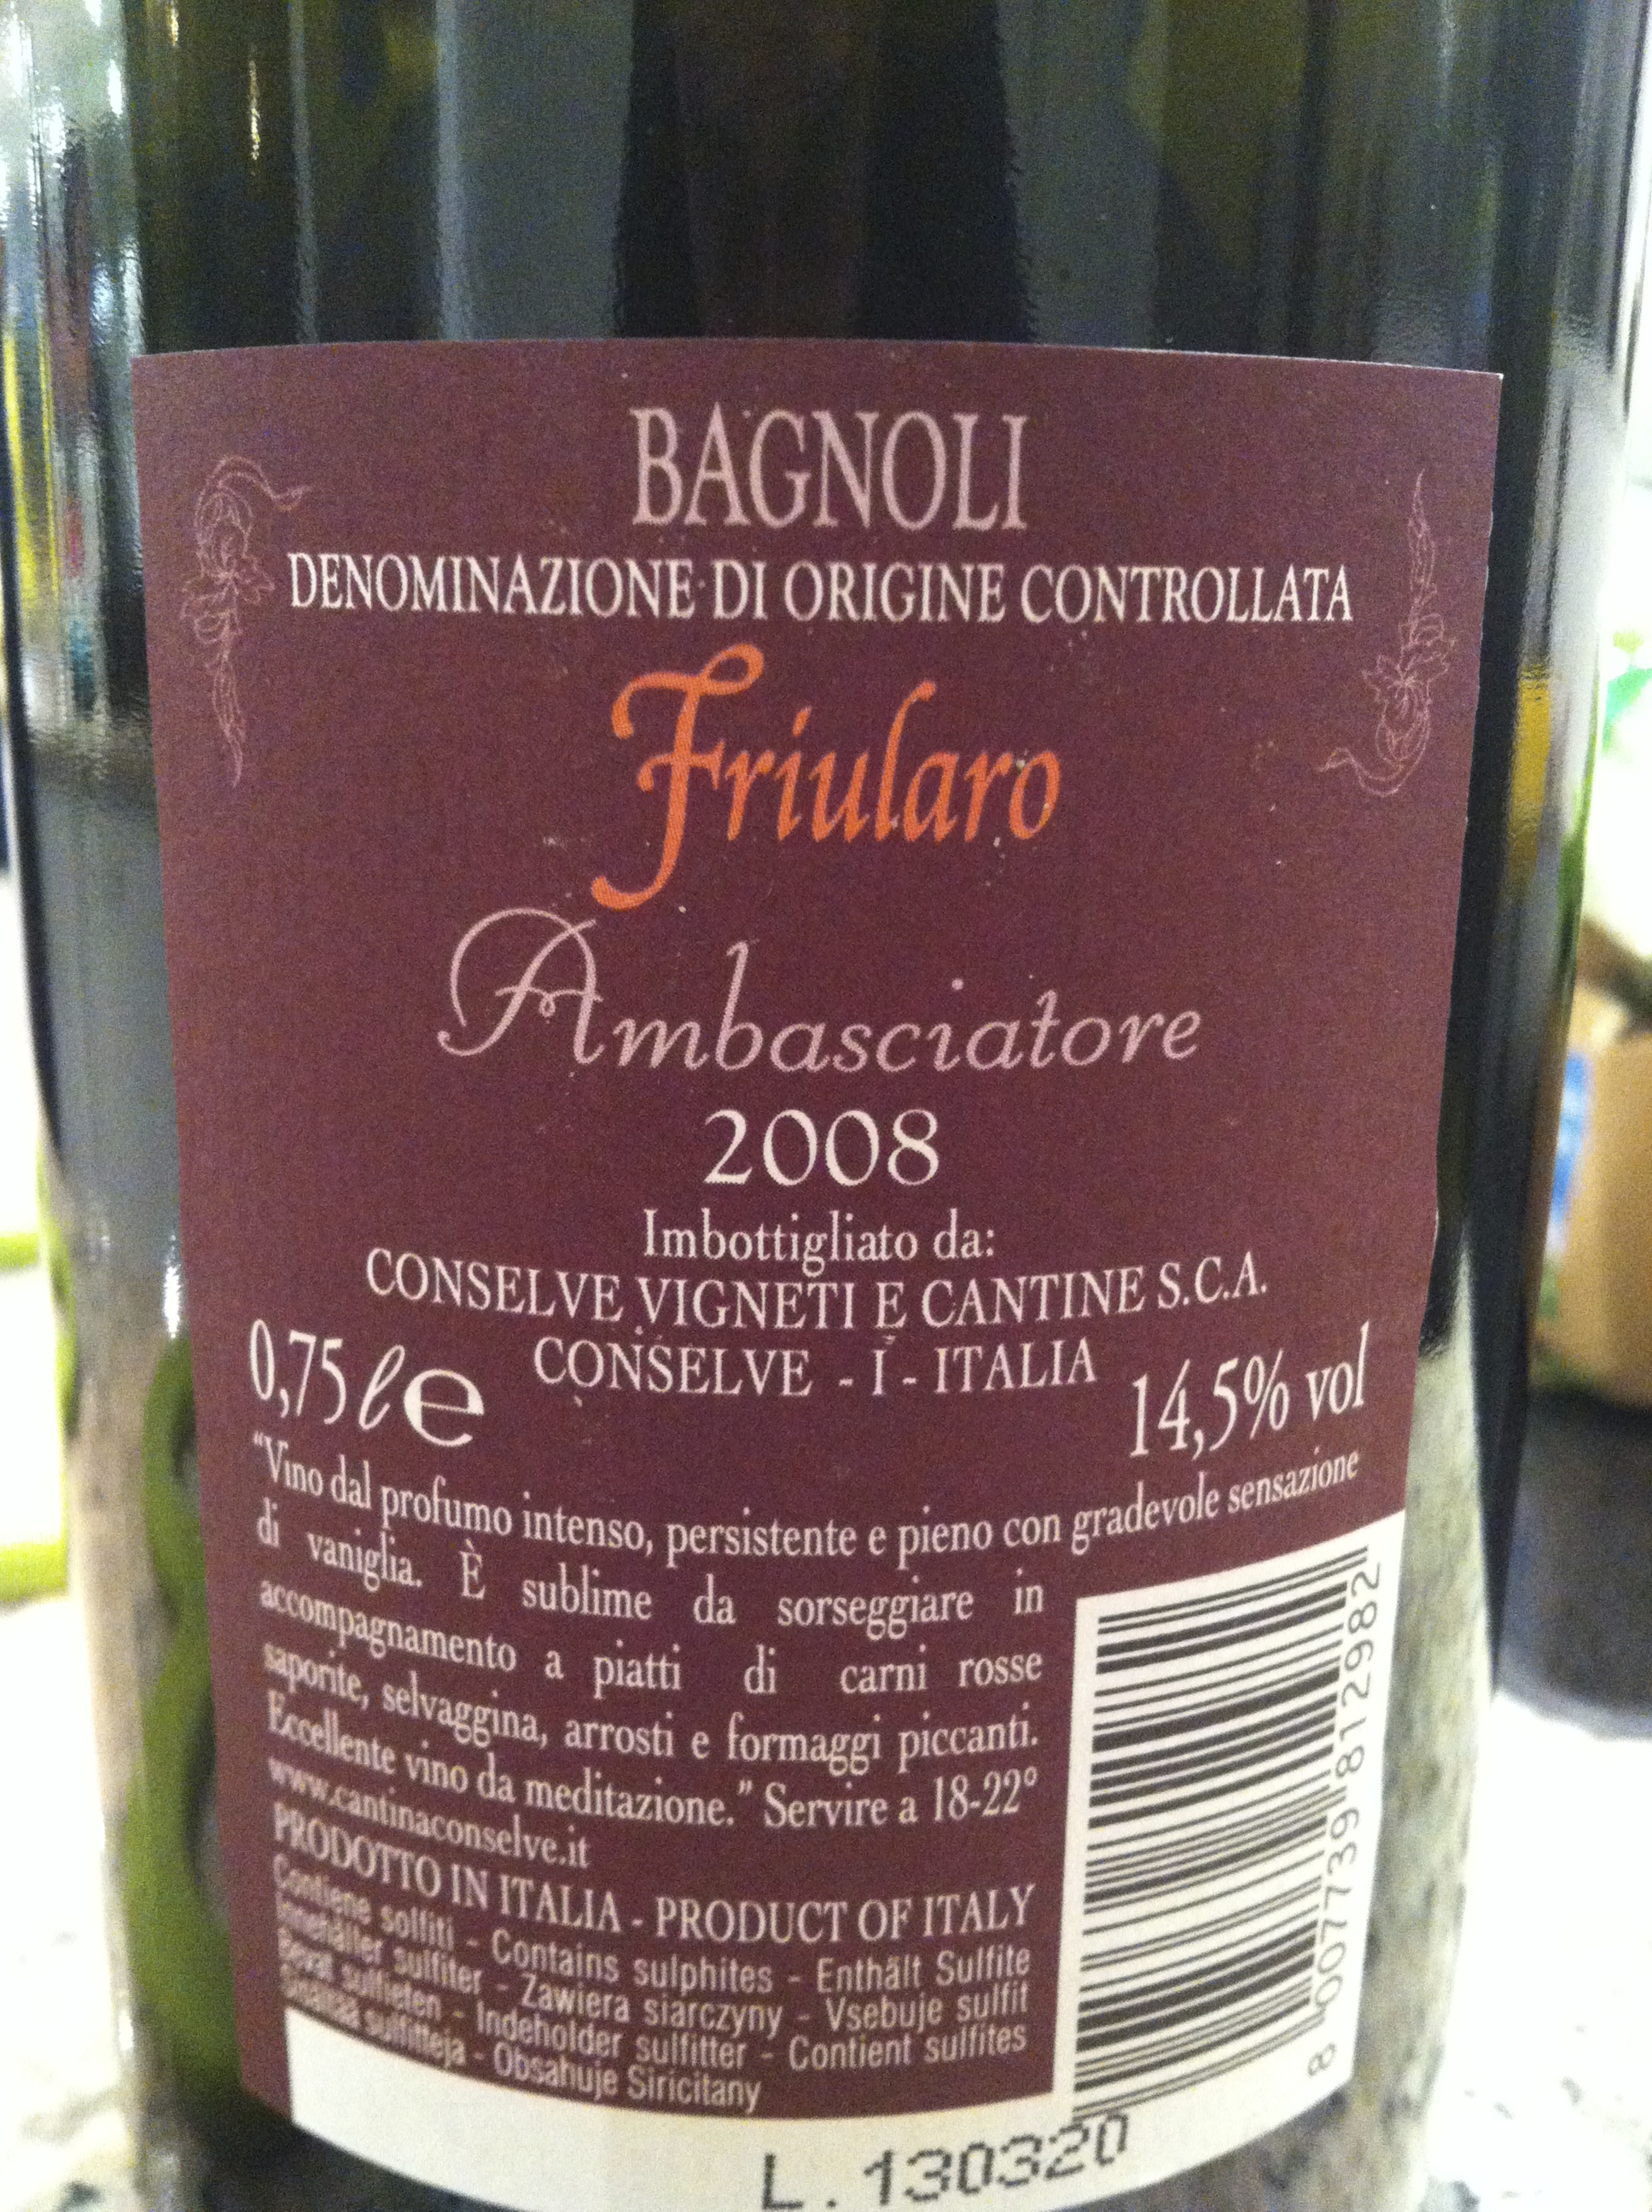 BAGNOLI
DENOMINAZIONE DI ORIGINE CONTROLLATA
Friularo
Ambasciatore
2008
Imbottigliato da:
CONSELVE VIGNETI E CANTINE S.C.A.
CONSELVE - I - ITALIA
0,75 ℓ e
14,5% vol
"Vino dal profumo intenso, persistente e pieno con gradevole sensazione
di vaniglia. È sublime da sorseggiare in
accompagnamento a piatti di carni rosse
saporite, selvaggina, arrosti e formaggi piccanti.
Eccellente vino da meditazione." Servire a 18-22°
www.cantinaconselve.it
PRODOTTO IN ITALIA - PRODUCT OF ITALY
Contiene solfiti - Contains sulphites - Enthält Sulfite
Innehåller sulfiter - Zawiera siarczyny - Vsebuje sulfit
Bevat sulfieten - Indeholder sulfitter - Contient sulfites
Sisältää sulfitteja - Obsahuje Siricitany
8 007739 812982
L. 130320